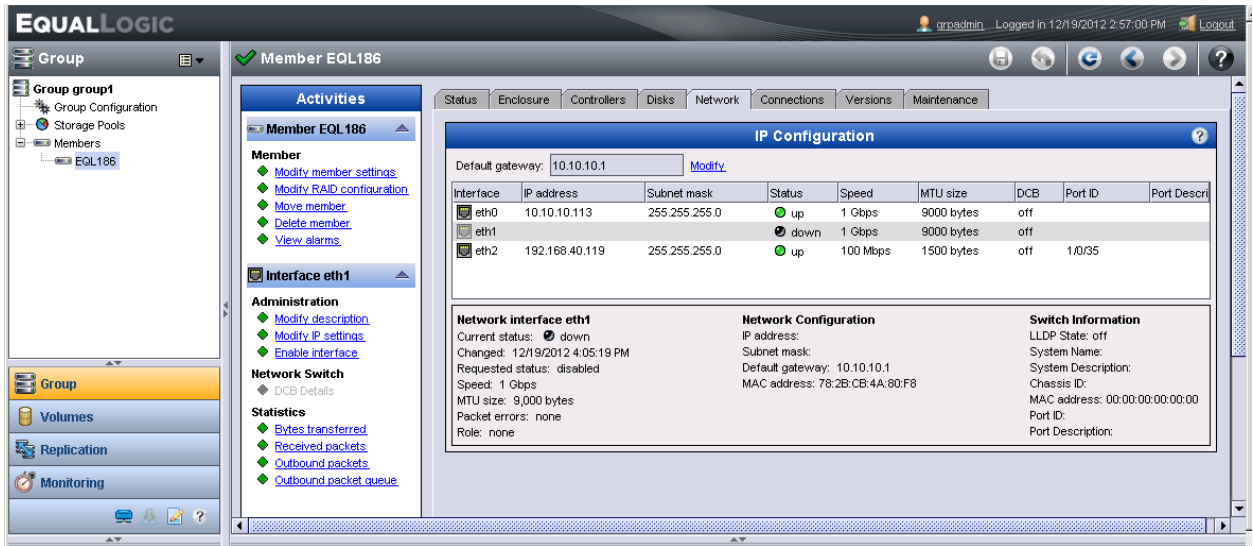 EQUALLOGIC
grpadmin Logged in 12/19/2012 2:57:00 PM Logout
Group
Member EQL186
?
Group group1
Group Configuration
Storage Pools
Members
EQL186
Group
Volumes
Replication
Monitoring
?
Activities
Member EQL186
Member
Modify member settings
Modify RAID configuration
Move member
Delete member
View alarms
Interface eth1
Administration
Modify description
Modify IP settings
Enable interface
Network Switch
DCB Details
Statistics
Bytes transferred
Received packets
Outbound packets
Outbound packet queue
Status Enclosure Controllers Disks Network Connections Versions Maintenance
IP Configuration ?
Default gateway: 10.10.10.1 Modify
Interface IP address Subnet mask Status Speed MTU size DCB Port ID Port Descri
eth0 10.10.10.113 255.255.255.0 up 1 Gbps 9000 bytes off
eth1 down 1 Gbps 9000 bytes off
eth2 192.168.40.119 255.255.255.0 up 100 Mbps 1500 bytes off 1/0/35
Network interface eth1
Current status: down
Changed: 12/19/2012 4:05:19 PM
Requested status: disabled
Speed: 1 Gbps
MTU size: 9,000 bytes
Packet errors: none
Role: none
Network Configuration
IP address:
Subnet mask:
Default gateway: 10.10.10.1
MAC address: 78:2B:CB:4A:80:F8
Switch Information
LLDP State: off
System Name:
System Description:
Chassis ID:
MAC address: 00:00:00:00:00:00
Port ID:
Port Description: